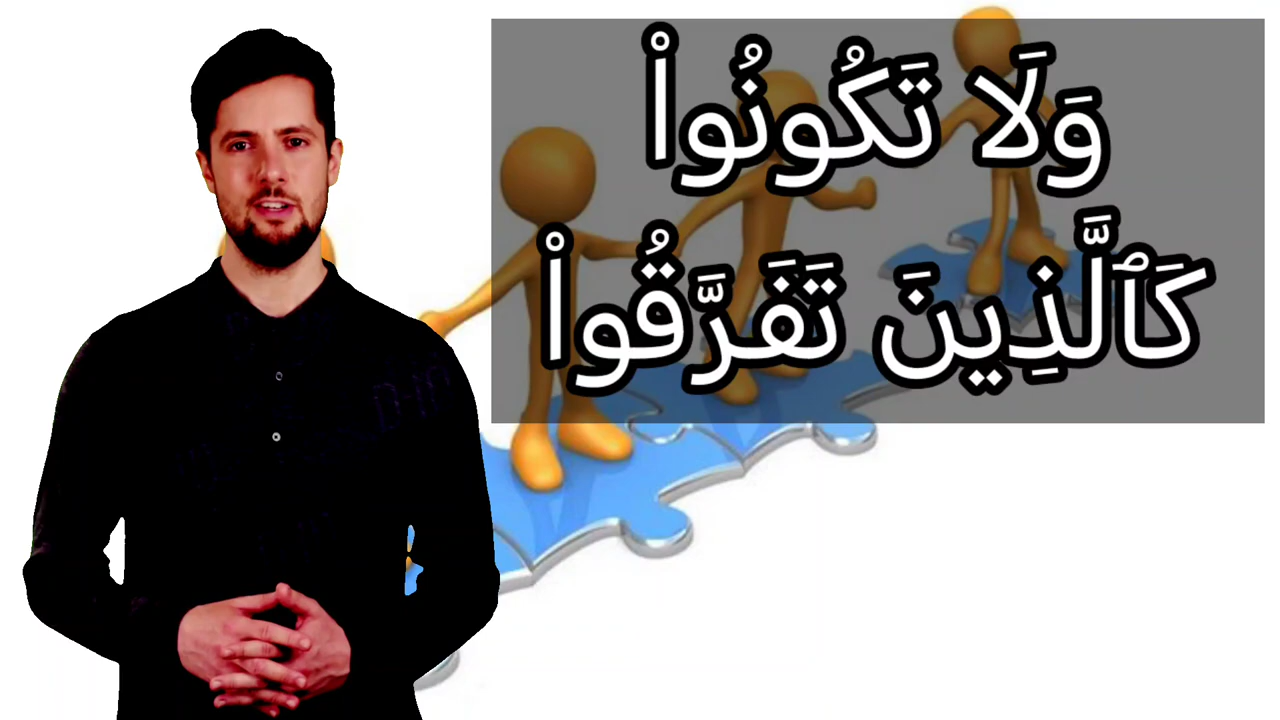 وَلَا تَكُونُوا۟
كَٱلَّذِينَ تَفَرَّقُوا۟